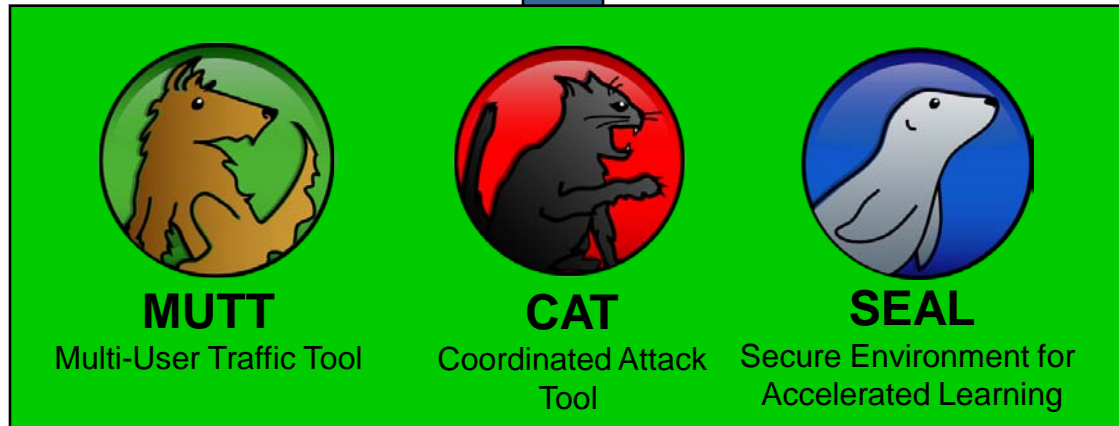 MUTT
Multi-User Traffic Tool
CAT
Coordinated Attack
Tool
SEAL
Secure Environment for
Accelerated Learning